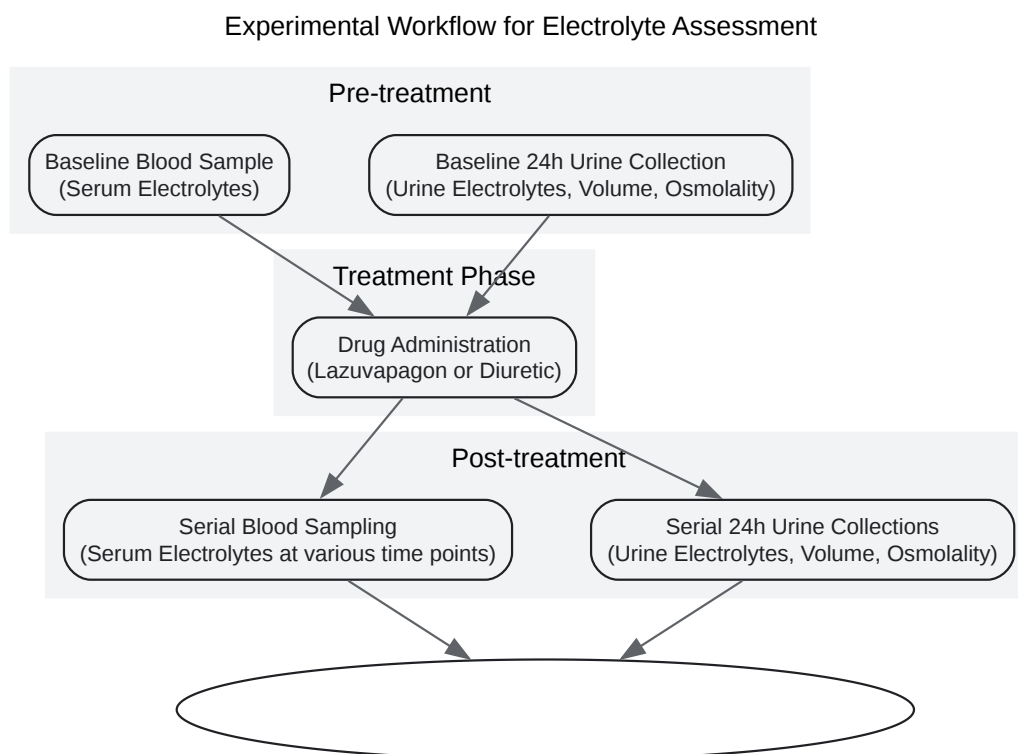 Experimental Workflow for Electrolyte Assessment
Pre-treatment
Baseline Blood Sample
(Serum Electrolytes)
Baseline 24h Urine Collection
(Urine Electrolytes, Volume, Osmolality)
Treatment Phase
Drug Administration
(Lazuvapagon or Diuretic)
Post-treatment
Serial Blood Sampling
(Serum Electrolytes at various time points)
Serial 24h Urine Collections
(Urine Electrolytes, Volume, Osmolality)